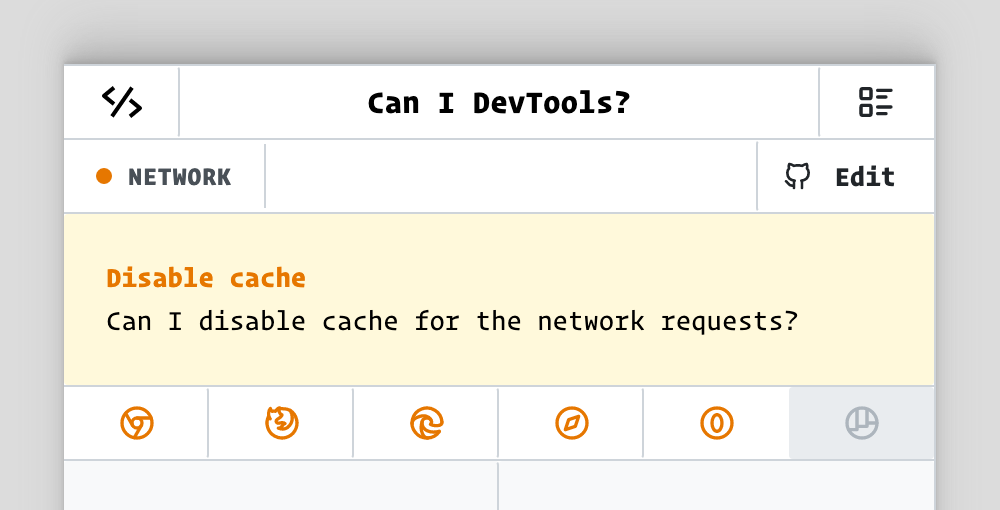 Can I DevTools?
NETWORK
Edit
Disable cache
Can I disable cache for the network requests?